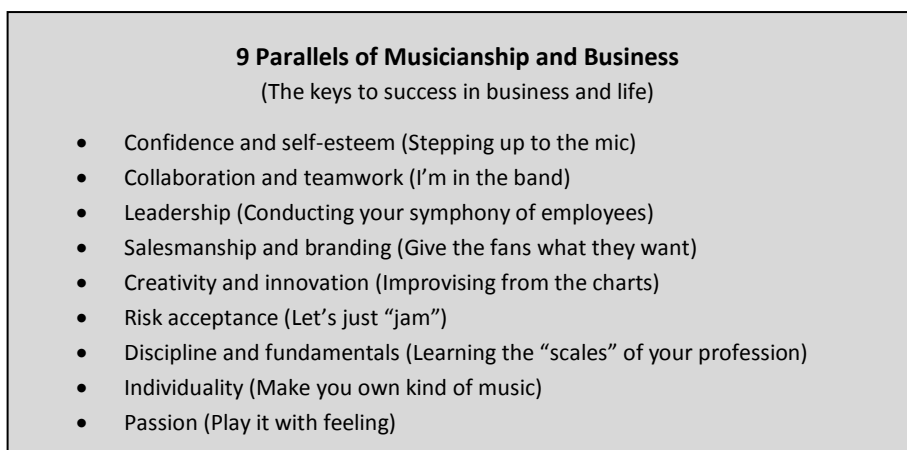 9 Parallels of Musicianship and Business
(The keys to success in business and life)
• Confidence and self-esteem (Stepping up to the mic)
• Collaboration and teamwork (I’m in the band)
• Leadership (Conducting your symphony of employees)
• Salesmanship and branding (Give the fans what they want)
• Creativity and innovation (Improvising from the charts)
• Risk acceptance (Let’s just “jam”)
• Discipline and fundamentals (Learning the “scales” of your profession)
• Individuality (Make you own kind of music)
• Passion (Play it with feeling)